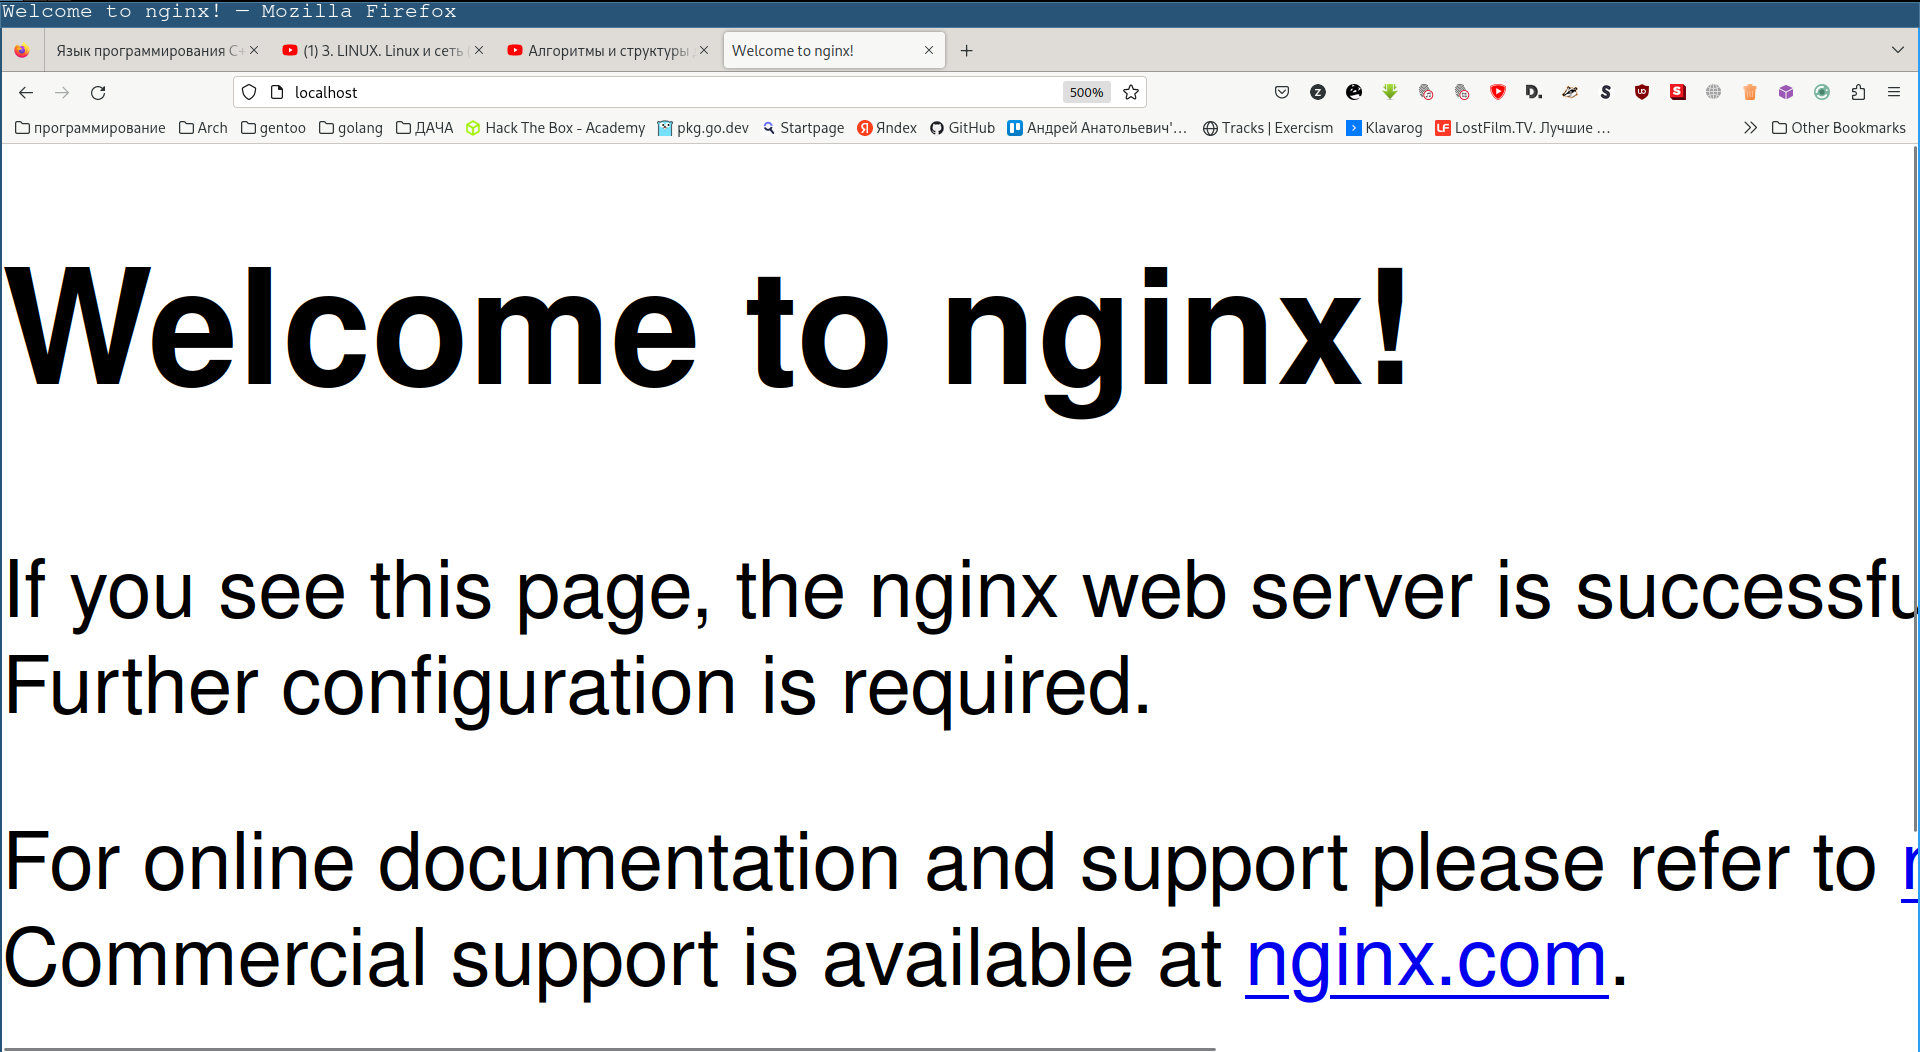 Welcome to nginx! — Mozilla Firefox
Язык программирования C+
(1) 3. LINUX. Linux и сеть
Алгоритмы и структуры
Welcome to nginx!
localhost
500%
программирование
Arch
gentoo
golang
ДАЧА
Hack The Box - Academy
pkg.go.dev
Startpage
Яndex
GitHub
Андрей Анатольевич'…
Tracks | Exercism
Klavarog
LF
LostFilm.TV. Лучшие …
Other Bookmarks
Welcome to nginx!
If you see this page, the nginx web server is successfu
Further configuration is required.
For online documentation and support please refer to
Commercial support is available at nginx.com.